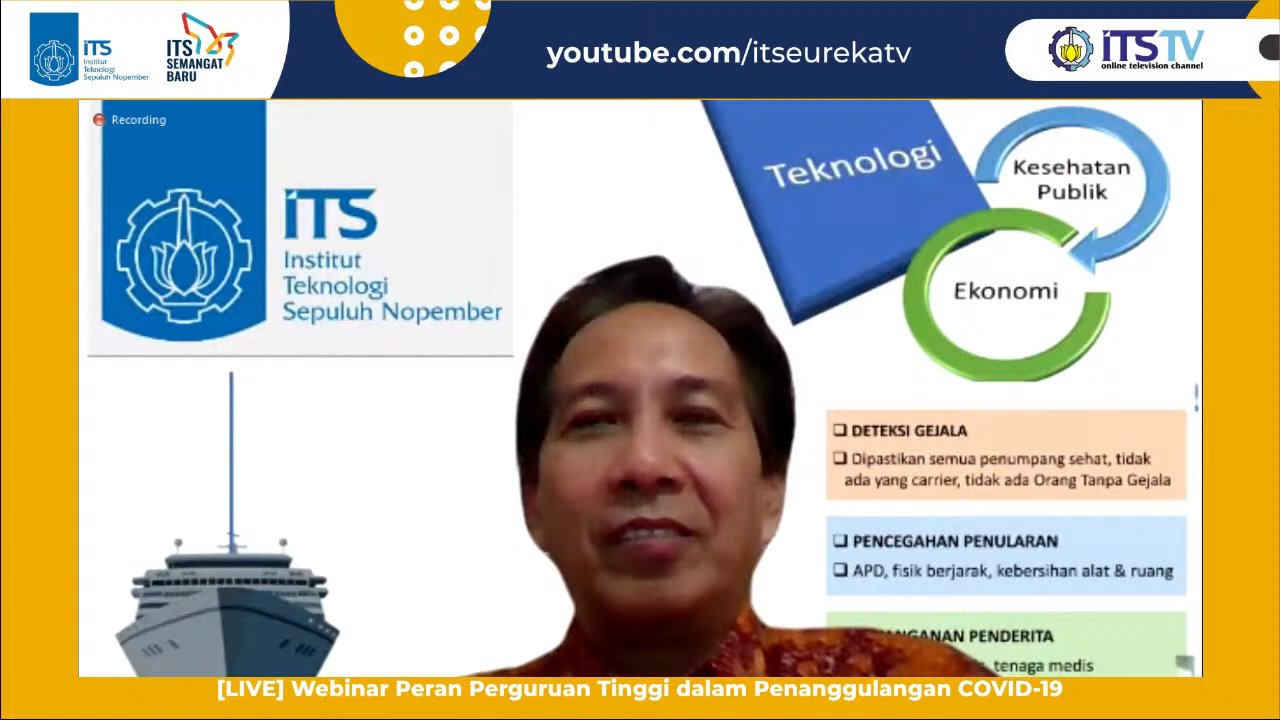 iTS
Institut
Teknologi
Sepuluh Nopember
ITS
SEMANGAT
BARU
youtube.com/itseurekatv
iTSTV
online television channel
Recording
iTS
Institut
Teknologi
Sepuluh Nopember
Teknologi
Kesehatan
Publik
Ekonomi
❑ DETEKSI GEJALA
❑ Dipastikan semua penumpang sehat, tidak
ada yang carrier, tidak ada Orang Tanpa Gejala
❑ PENCEGAHAN PENULARAN
❑ APD, fisik berjarak, kebersihan alat & ruang
PENDERITA
tenaga medis
[LIVE] Webinar Peran Perguruan Tinggi dalam Penanggulangan COVID-19